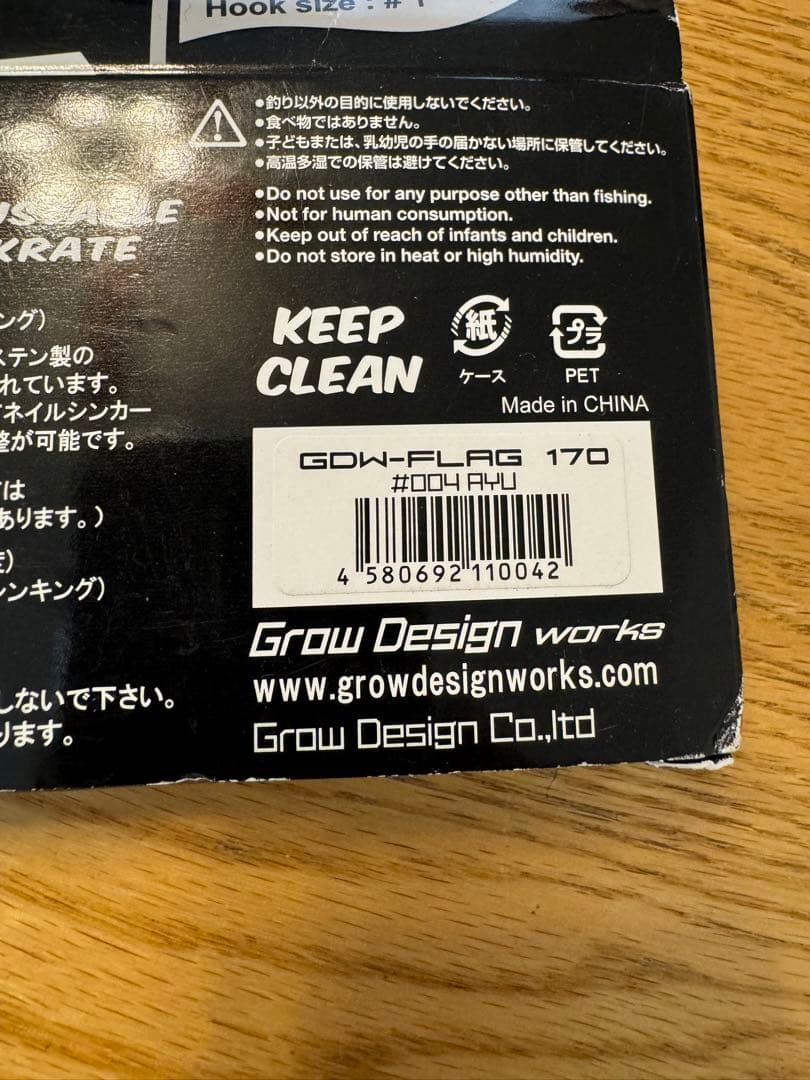 Hook size : # 1
•釣り以外の目的に使用しないでください。
•食べ物ではありません。
•子どもまたは、乳幼児の手の届かない場所に保管してください。
•高温多湿での保管は避けてください。
•Do not use for any purpose other than fishing.
•Not for human consumption.
•Keep out of reach of infants and children.
•Do not store in heat or high humidity.
KRATE
ング)
ステン製の
れています。
ネイルシンカー
整が可能です。
は
あります。)
シンキング)
しないで下さい。
ります。
KEEP
CLEAN
紙
ケース
プラ
PET
Made in CHINA
GDW-FLAG 170
#004 AYU
4 580692 110042
Grow Design works
www.growdesignworks.com
Grow Design Co.,ltd